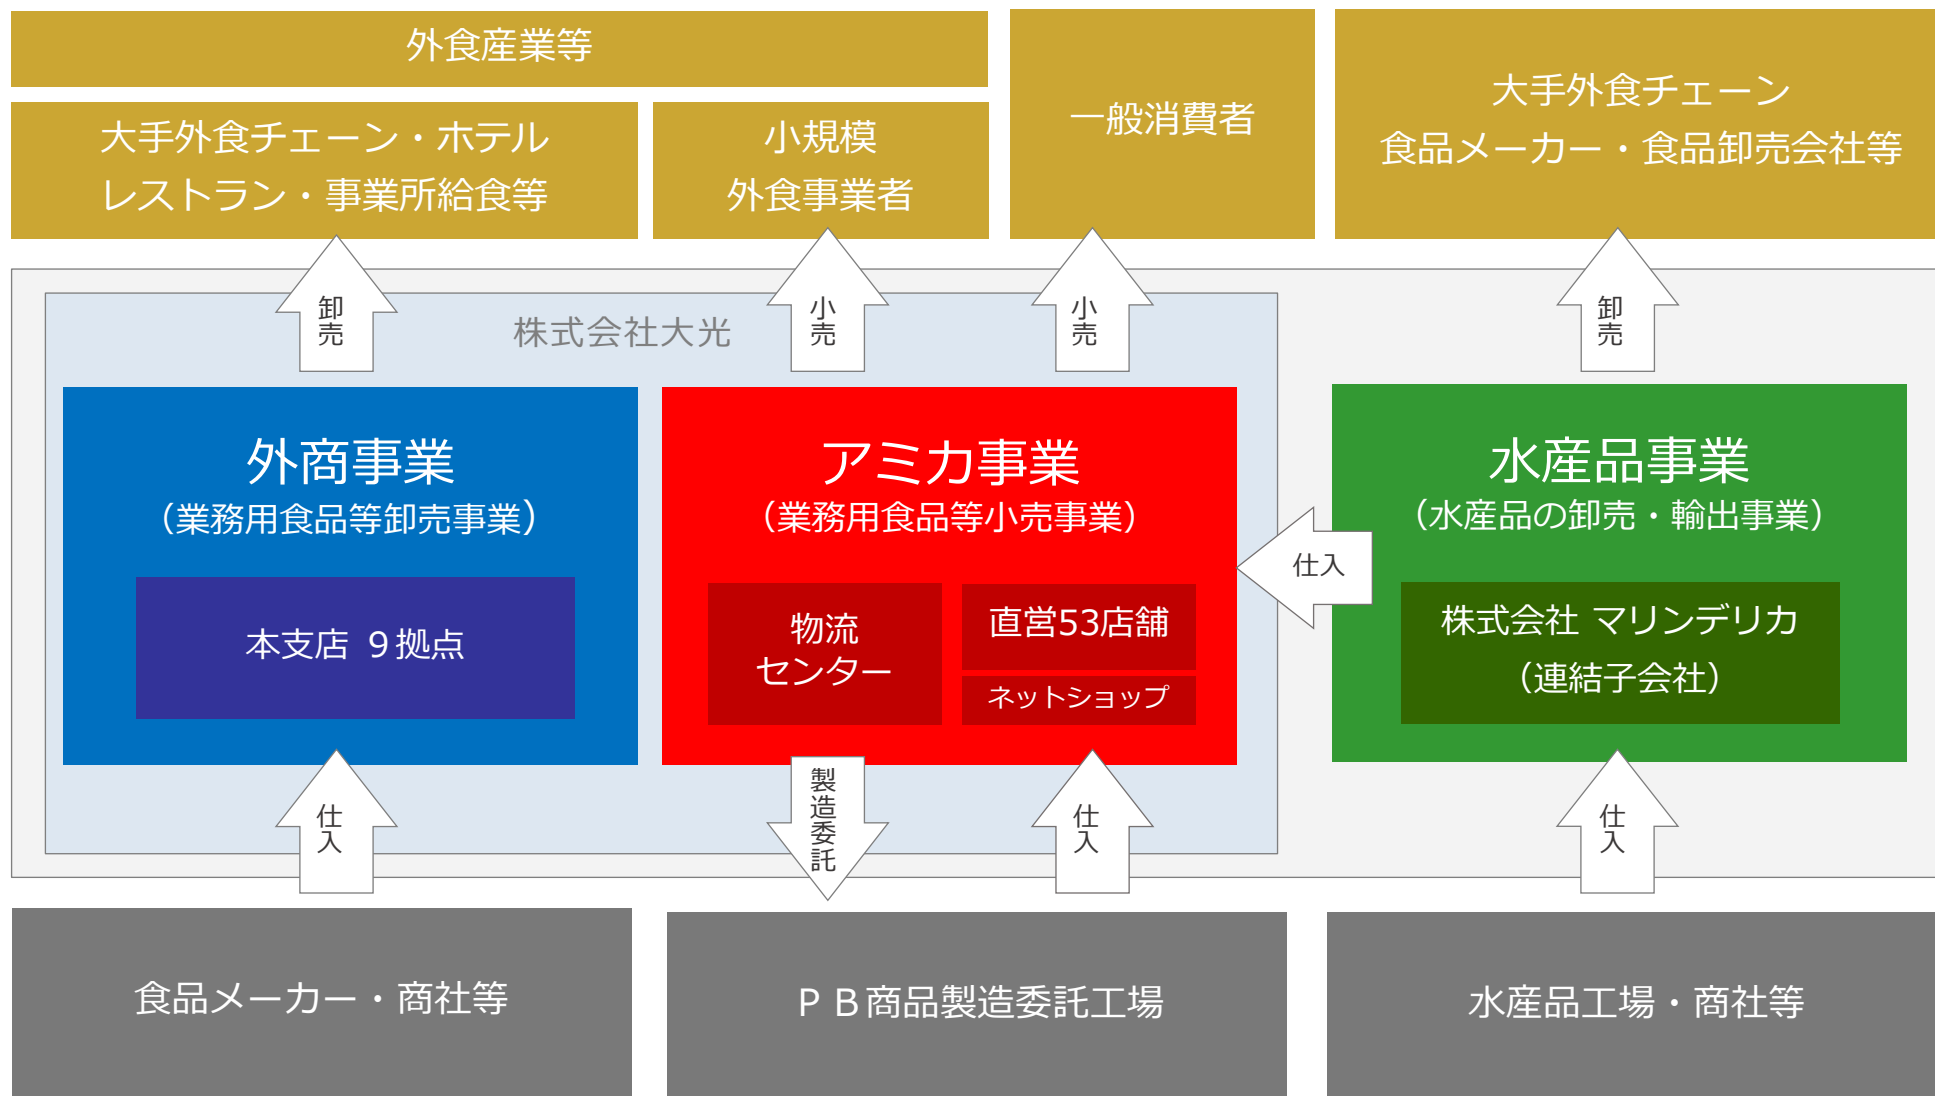 外食産業等
大手外食チェーン・ホテル
レストラン・事業所給食等
小規模
外食事業者
一般消費者
大手外食チェーン
食品メーカー・食品卸売会社等
卸売
小売
小売
卸売
株式会社大光
外商事業
（業務用食品等卸売事業）
本支店 ９拠点
アミカ事業
（業務用食品等小売事業）
物流
センター
直営53店舗
ネットショップ
仕入
水産品事業
（水産品の卸売・輸出事業）
株式会社 マリンデリカ
（連結子会社）
仕入
製造委託
仕入
仕入
食品メーカー・商社等
ＰＢ商品製造委託工場
水産品工場・商社等